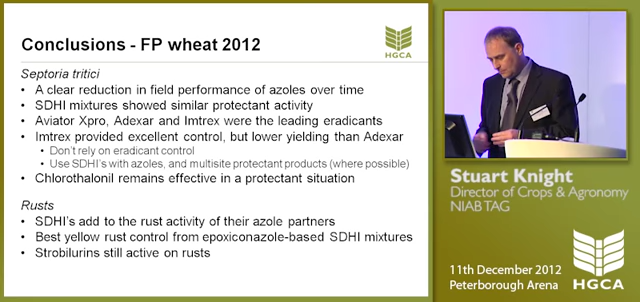 Conclusions - FP wheat 2012
HGCA
Septoria tritici
• A clear reduction in field performance of azoles over time
• SDHI mixtures showed similar protectant activity
• Aviator Xpro, Adexar and Imtrex were the leading eradicants
• Imtrex provided excellent control, but lower yielding than Adexar
• Don't rely on eradicant control
• Use SDHI`s with azoles, and multisite protectant products (where possible)
• Chlorothalonil remains effective in a protectant situation
Rusts
• SDHI's add to the rust activity of their azole partners
• Best yellow rust control from epoxiconazole-based SDHI mixtures
• Strobilurins still active on rusts
Stuart Knight
Director of Crops & Agronomy
NIAB TAG
11th December 2012
Peterborough Arena
HGCA